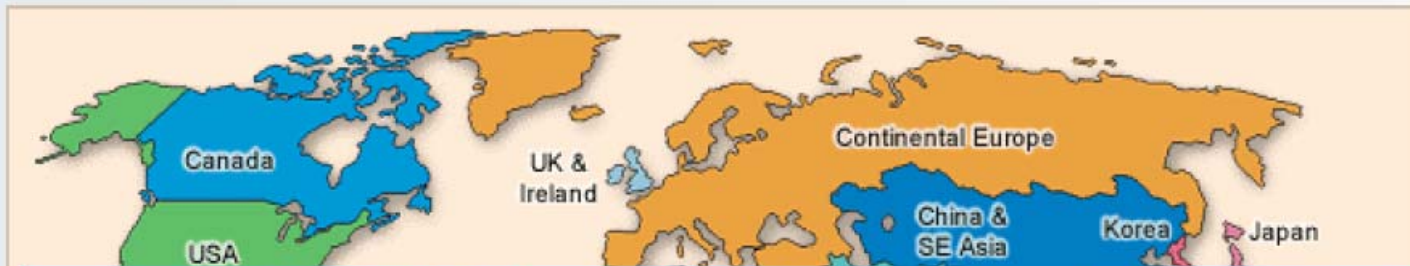 Canada
USA
UK &
Ireland
Continental Europe
China &
SE Asia
Korea
Japan